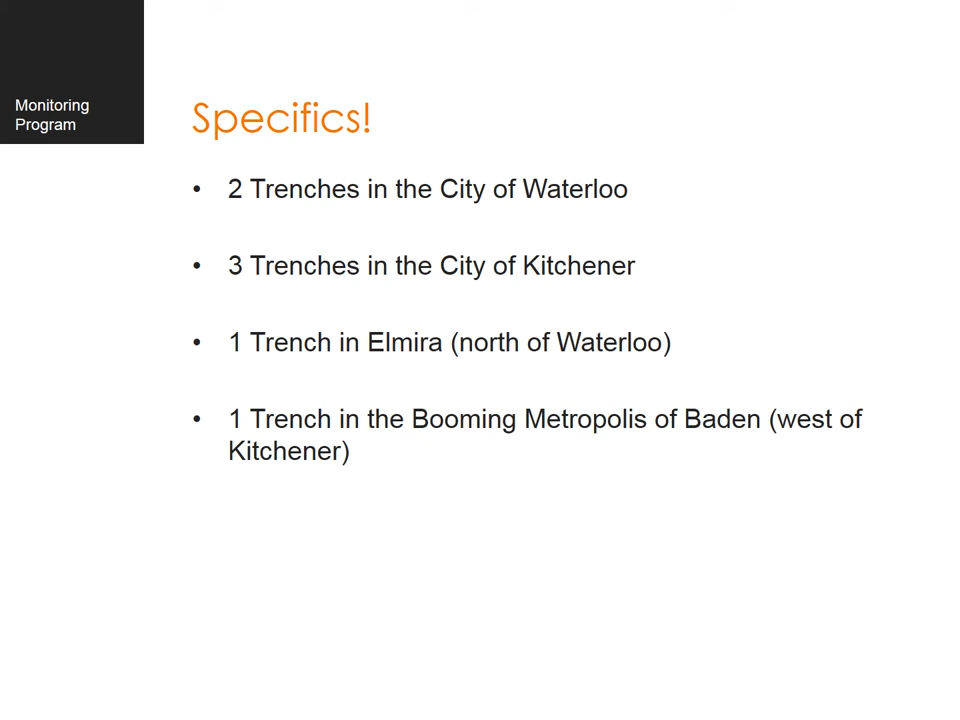 Monitoring
Program
Specifics!
• 2 Trenches in the City of Waterloo
• 3 Trenches in the City of Kitchener
• 1 Trench in Elmira (north of Waterloo)
• 1 Trench in the Booming Metropolis of Baden (west of
Kitchener)